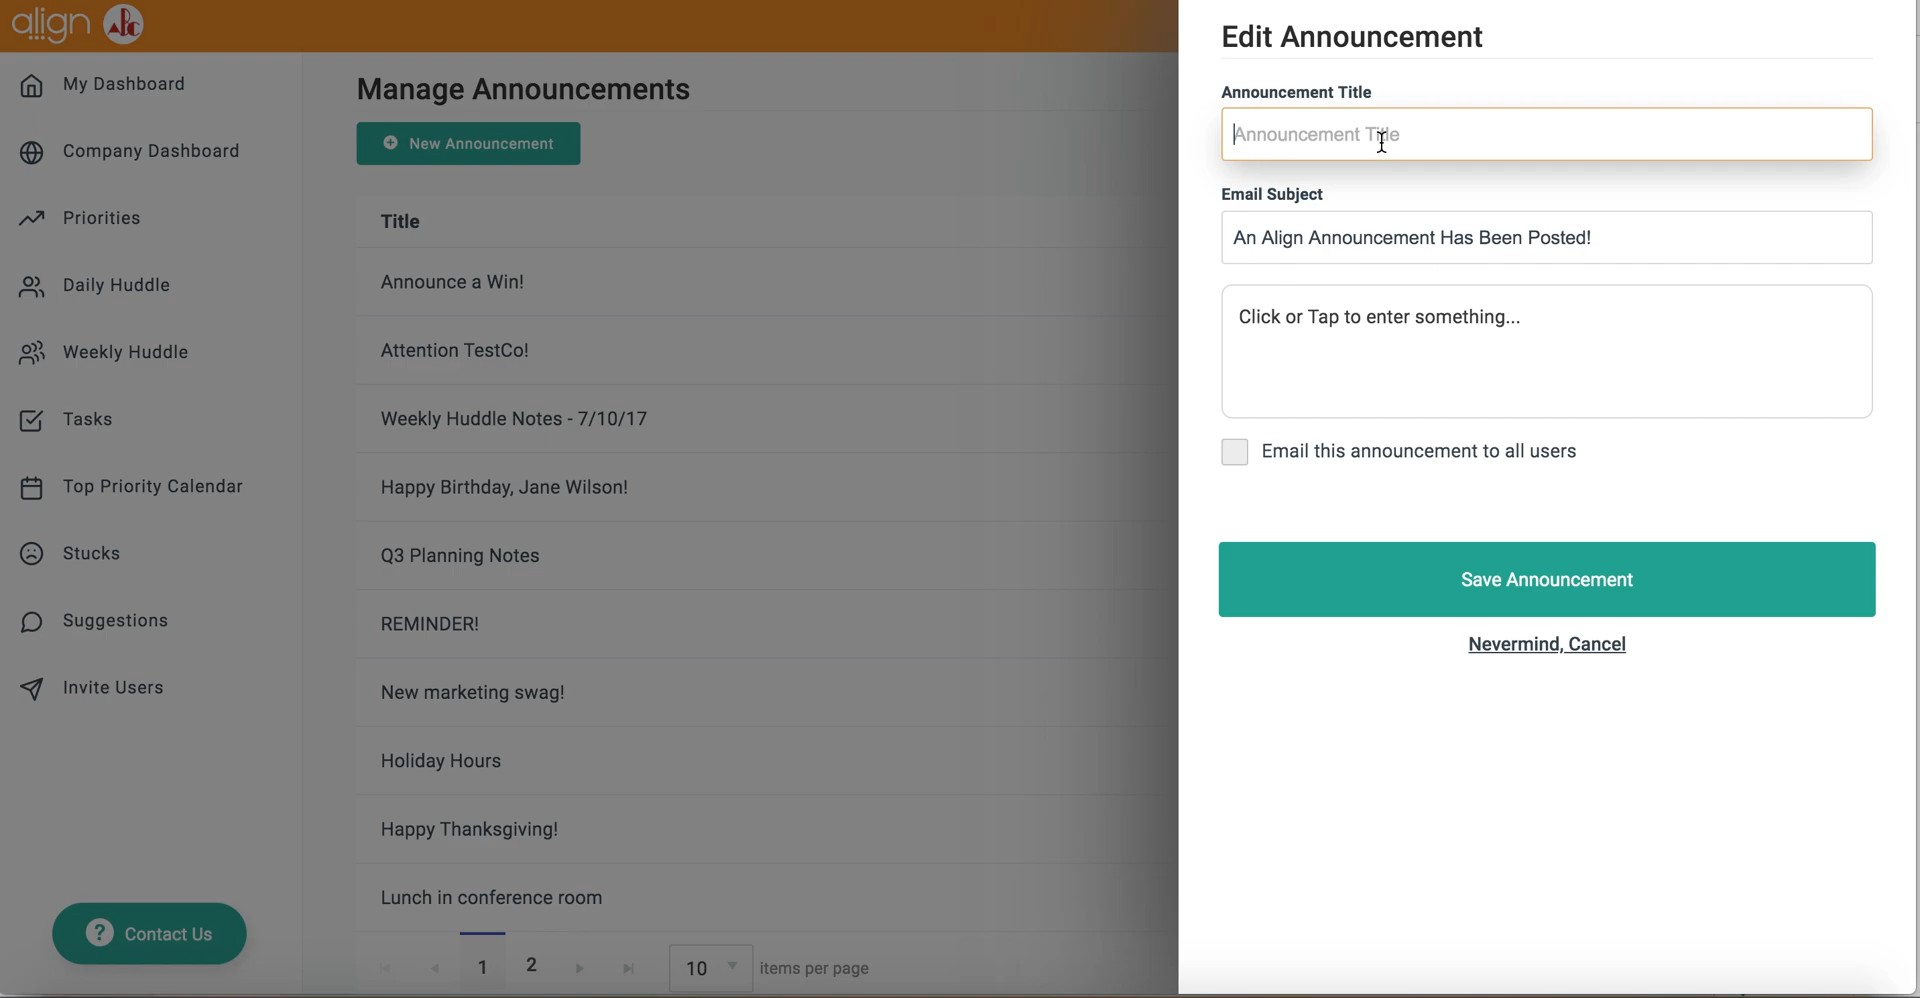 align ABC
My Dashboard
Company Dashboard
Priorities
Daily Huddle
Weekly Huddle
Tasks
Top Priority Calendar
Stucks
Suggestions
Invite Users
? Contact Us
Manage Announcements
New Announcement
Title
Announce a Win!
Attention TestCo!
Weekly Huddle Notes - 7/10/17
Happy Birthday, Jane Wilson!
Q3 Planning Notes
REMINDER!
New marketing swag!
Holiday Hours
Happy Thanksgiving!
Lunch in conference room
1 2 10 items per page
Edit Announcement
Announcement Title
Announcement Title
Email Subject
An Align Announcement Has Been Posted!
Click or Tap to enter something...
Email this announcement to all users
Save Announcement
Nevermind, Cancel